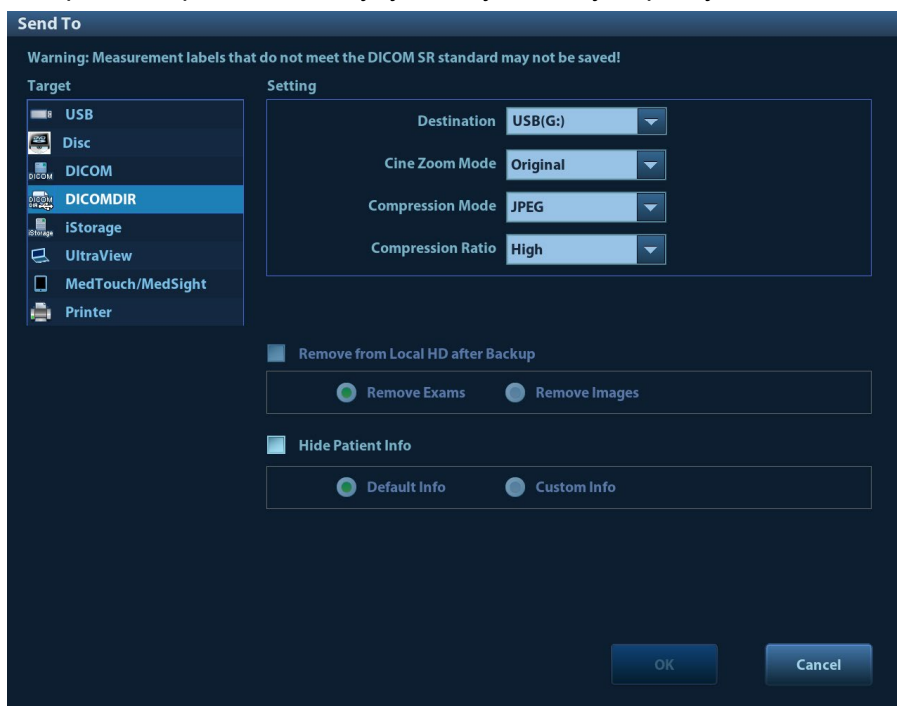 Send To
Warning: Measurement labels that do not meet the DICOM SR standard may not be saved!
Target
Setting
USB
Disc
DICOM
DICOM
DICOMDIR
iStorage
iStorage
UltraView
MedTouch/MedSight
Printer
Destination USB(G:)
Cine Zoom Mode Original
Compression Mode JPEG
Compression Ratio High
Remove from Local HD after Backup
Remove Exams Remove Images
Hide Patient Info
Default Info Custom Info
OK Cancel